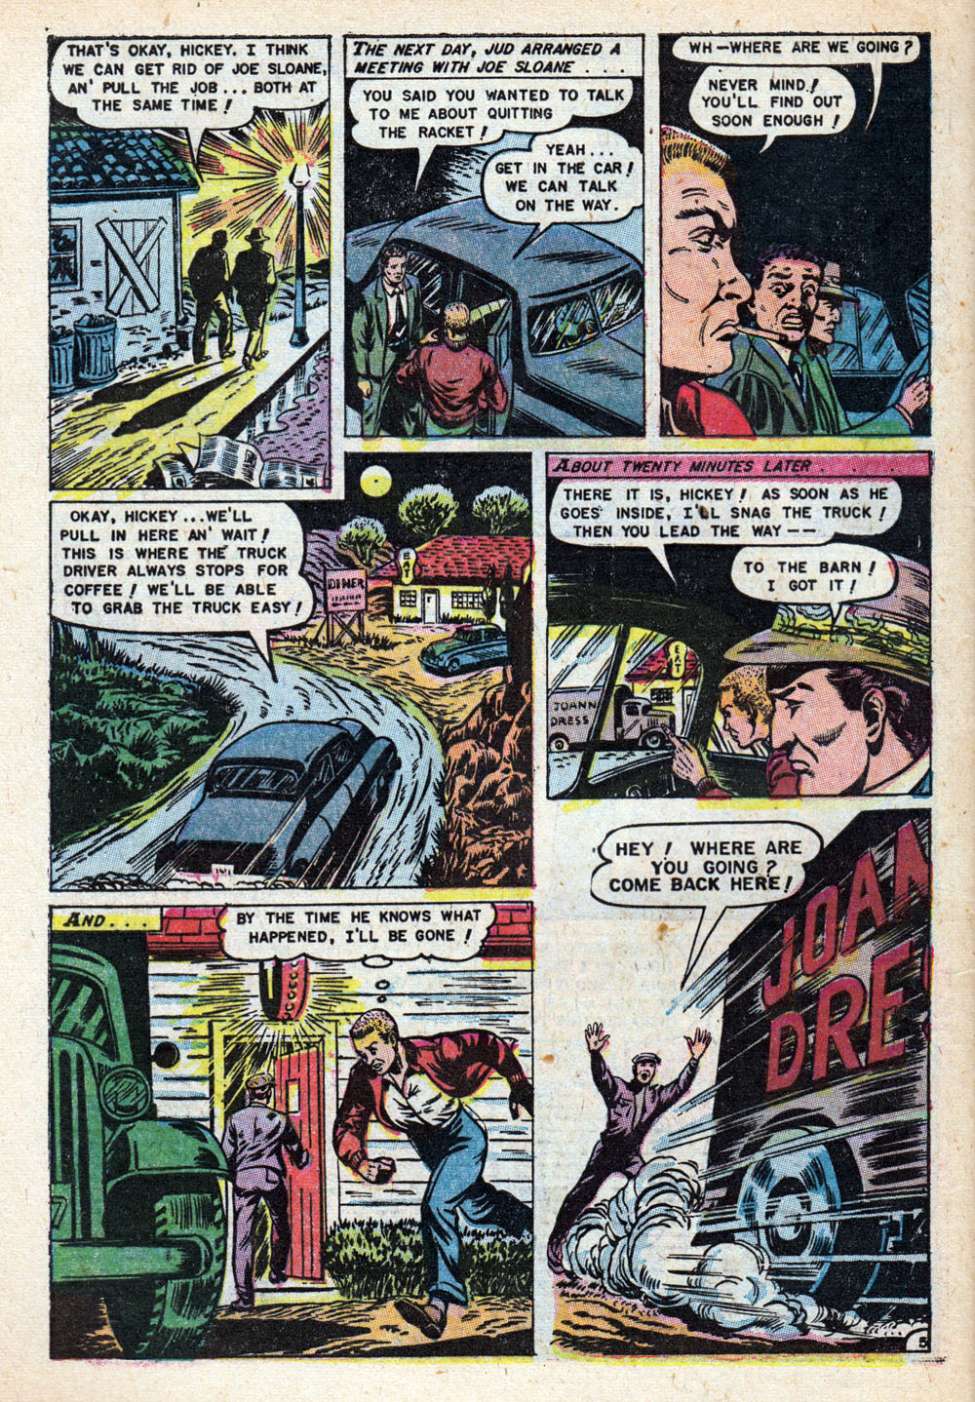 THAT'S OKAY, HICKEY. I THINK
WE CAN GET RID OF JOE SLOANE,
AN' PULL THE JOB... BOTH AT
THE SAME TIME!
THE NEXT DAY, JUD ARRANGED A
MEETING WITH JOE SLOANE . . . .
YOU SAID YOU WANTED TO TALK
TO ME ABOUT QUITTING
THE RACKET!
YEAH...
GET IN THE CAR!
WE CAN TALK
ON THE WAY.
WH-WHERE ARE WE GOING?
NEVER MIND!
YOU'LL FIND OUT
SOON ENOUGH!
OKAY, HICKEY...WE'LL
PULL IN HERE AN' WAIT!
THIS IS WHERE THE TRUCK
DRIVER ALWAYS STOPS FOR
COFFEE! WE'LL BE ABLE
TO GRAB THE TRUCK EASY!
EAT
DINER
ABOUT TWENTY MINUTES LATER . . . . .
THERE IT IS, HICKEY! AS SOON AS HE
GOES INSIDE, I'LL SNAG THE TRUCK!
THEN YOU LEAD THE WAY--
TO THE BARN!
I GOT IT!
EAT
JOANN
DRESS
AND...
BY THE TIME HE KNOWS WHAT
HAPPENED, I'LL BE GONE!
7
HEY! WHERE ARE
YOU GOING?
COME BACK HERE!
JOAN
DRE